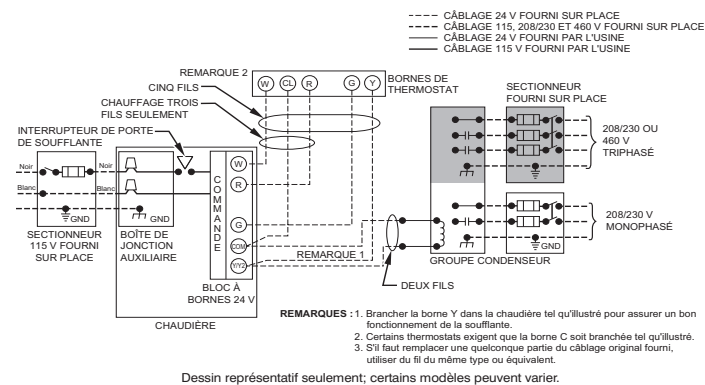 CÂBLAGE 24 V FOURNI SUR PLACE
CÂBLAGE 115, 208/230 ET 460 V FOURNI SUR PLACE
CÂBLAGE 24 V FOURNI PAR L'USINE
CÂBLAGE 115 V FOURNI PAR L'USINE
REMARQUE 2
W CL R G Y
BORNES DE
THERMOSTAT
CINQ FILS
CHAUFFAGE TROIS
FILS SEULEMENT
INTERRUPTEUR DE PORTE
DE SOUFFLANTE
SECTIONNEUR
FOURNI SUR PLACE
208/230 OU
460 V
TRIPHASÉ
Noir
Noir
Blanc
Blanc
GND
GND
COMMANDE
W
R
G
COM
Y/Y2
REMARQUE 1
SECTIONNEUR
115 V FOURNI
SUR PLACE
BOÎTE DE
JONCTION
AUXILIAIRE
BLOC À
BORNES 24 V
CHAUDIÈRE
DEUX FILS
GROUPE CONDENSEUR
208/230 V
MONOPHASÉ
GND
REMARQUES : 1. Brancher la borne Y dans la chaudière tel qu'illustré pour assurer un bon
fonctionnement de la soufflante.
2. Certains thermostats exigent que la borne C soit branchée tel qu'illustré.
3. S'il faut remplacer une quelconque partie du câblage original fourni,
utiliser du fil du même type ou équivalent.
Dessin représentatif seulement; certains modèles peuvent varier.